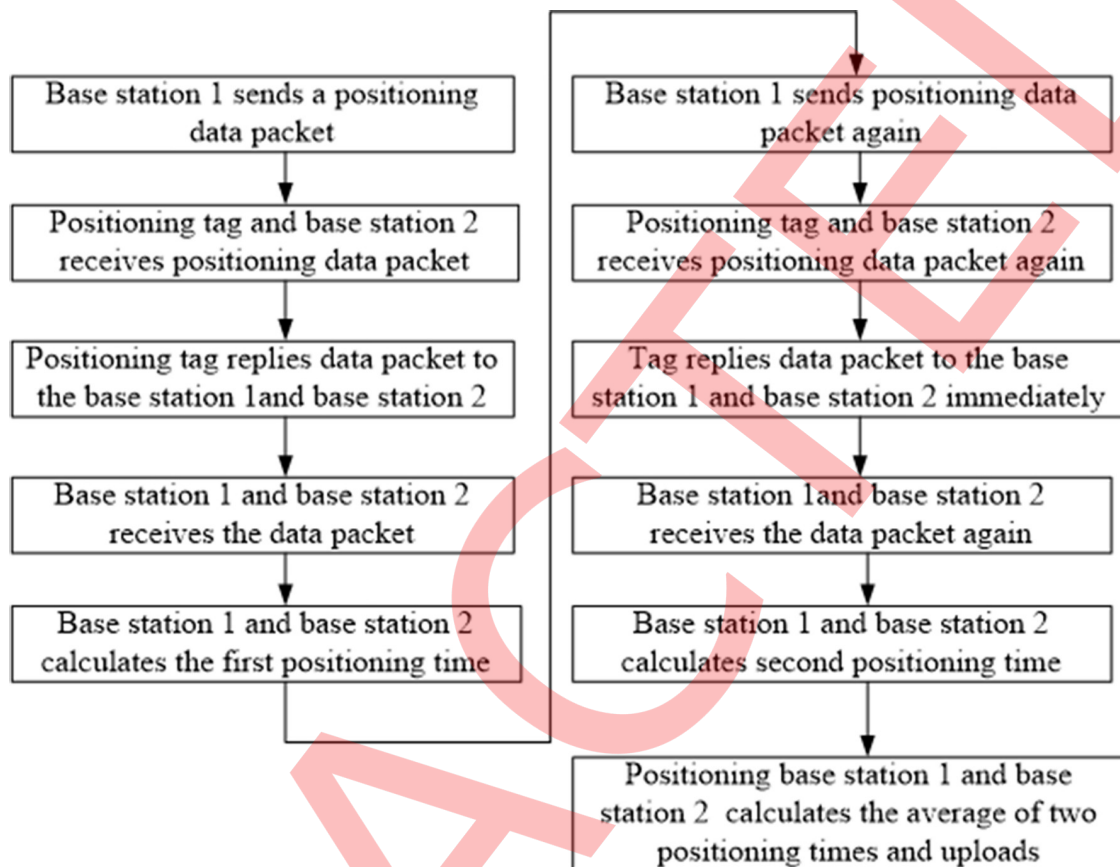 Base station 1 sends a positioning
data packet
Positioning tag and base station 2
receives positioning data packet
Positioning tag replies data packet to
the base station 1and base station 2
Base station 1 and base station 2
receives the data packet
Base station 1 and base station 2
calculates the first positioning time
Base station 1 sends positioning data
packet again
Positioning tag and base station 2
receives positioning data packet again
Tag replies data packet to the base
station 1 and base station 2 immediately
Base station 1and base station 2
receives the data packet again
Base station 1 and base station 2
calculates second positioning time
Positioning base station 1 and base
station 2 calculates the average of two
positioning times and uploads